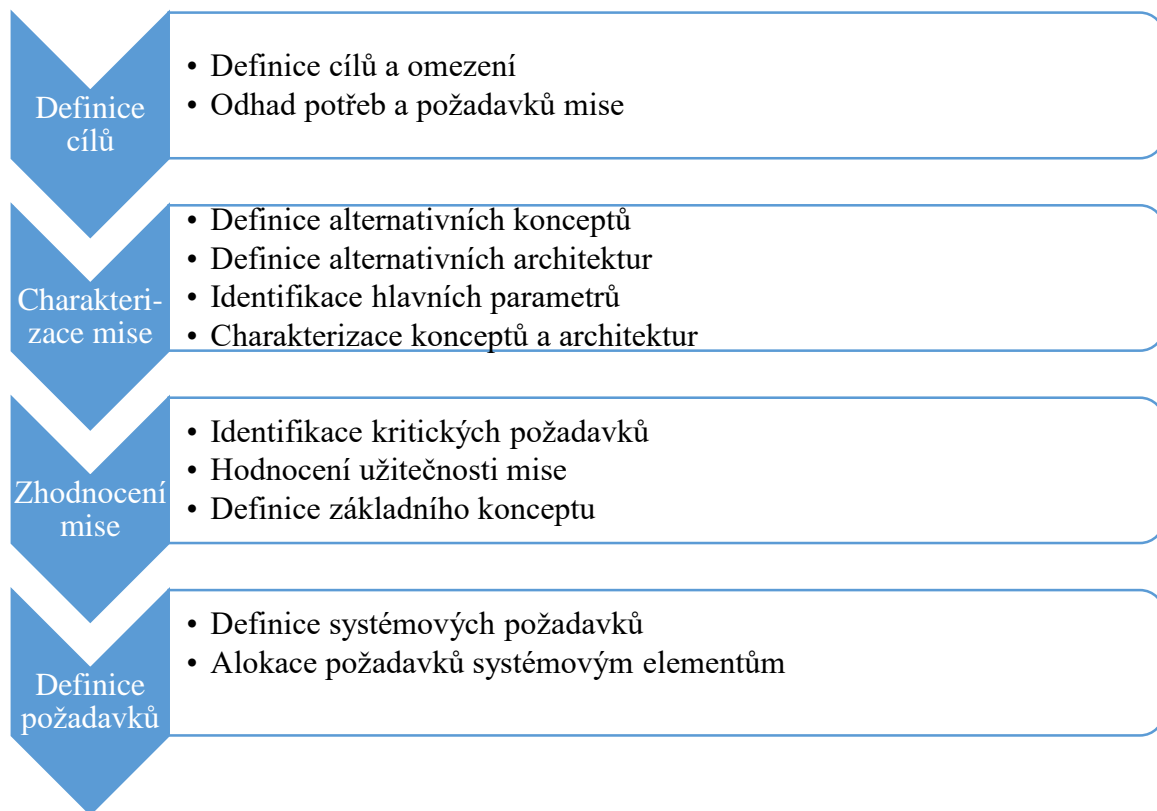 Definice
cílů
• Definice cílů a omezení
• Odhad potřeb a požadavků mise
Charakteri-
zace mise
• Definice alternativních konceptů
• Definice alternativních architektur
• Identifikace hlavních parametrů
• Charakterizace konceptů a architektur
Zhodnocení
mise
• Identifikace kritických požadavků
• Hodnocení užitečnosti mise
• Definice základního konceptu
Definice
požadavků
• Definice systémových požadavků
• Alokace požadavků systémovým elementům